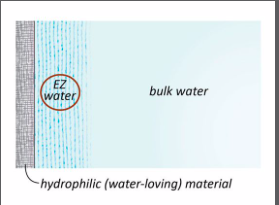 EZ
water
bulk water
hydrophilic (water-loving) material